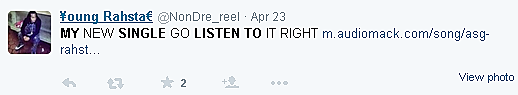 ¥oung Rahsta€ @NonDre_reel · Apr 23
MY NEW SINGLE GO LISTEN TO IT RIGHT m.audiomack.com/song/asg-
rahst...
2
View photo